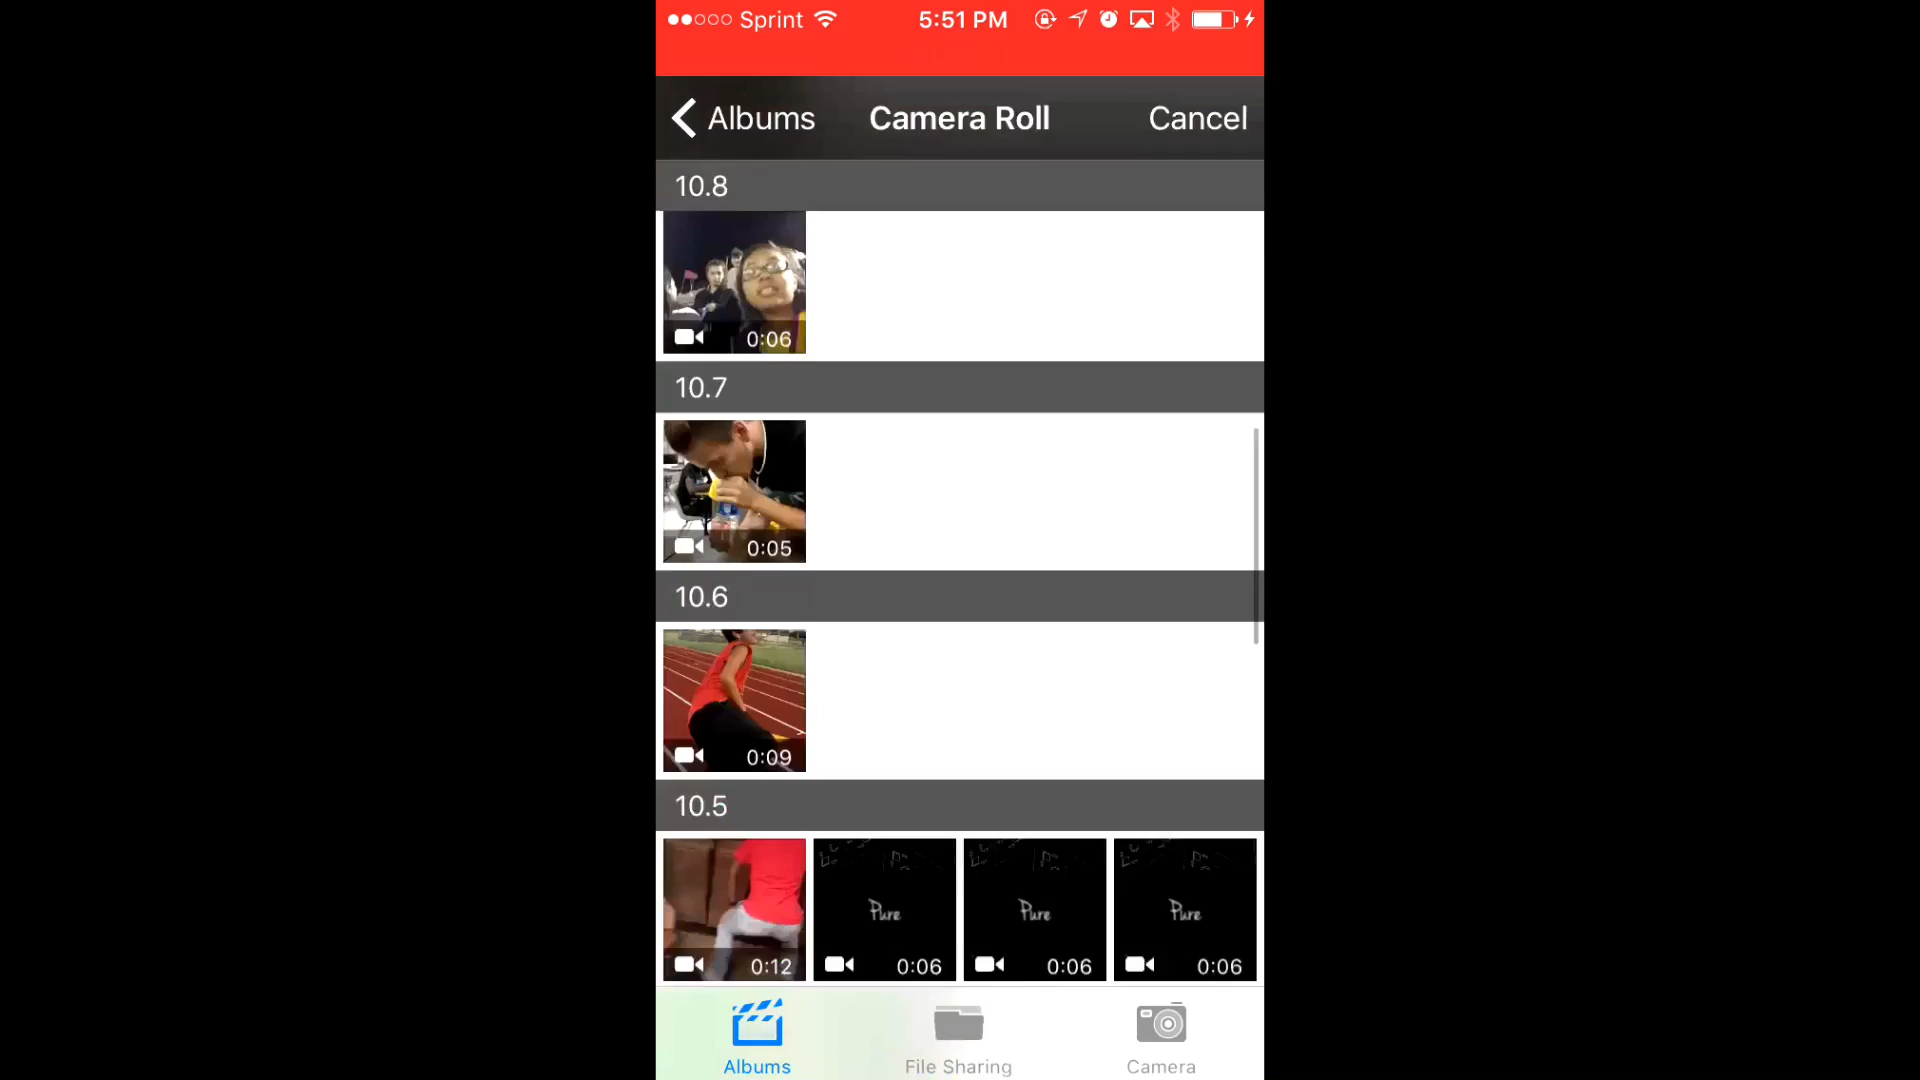 Sprint 5:51 PM
Albums Camera Roll Cancel
10.8
0:06
10.7
0:05
10.6
0:09
10.5
Pure Pure Pure
0:12 0:06 0:06 0:06
Albums File Sharing Camera